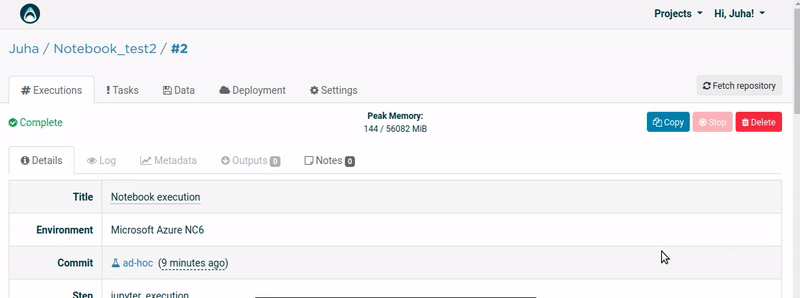 Projects Hi, Juha!
Juha / Notebook_test2 / #2
# Executions ! Tasks Data Deployment Settings Fetch repository
Complete Peak Memory: Copy Stop Delete
144 / 56082 MiB
Details Log Metadata Outputs 0 Notes 0
Title Notebook execution
Environment Microsoft Azure NC6
Commit ad-hoc (9 minutes ago)
Step jupyter_execution